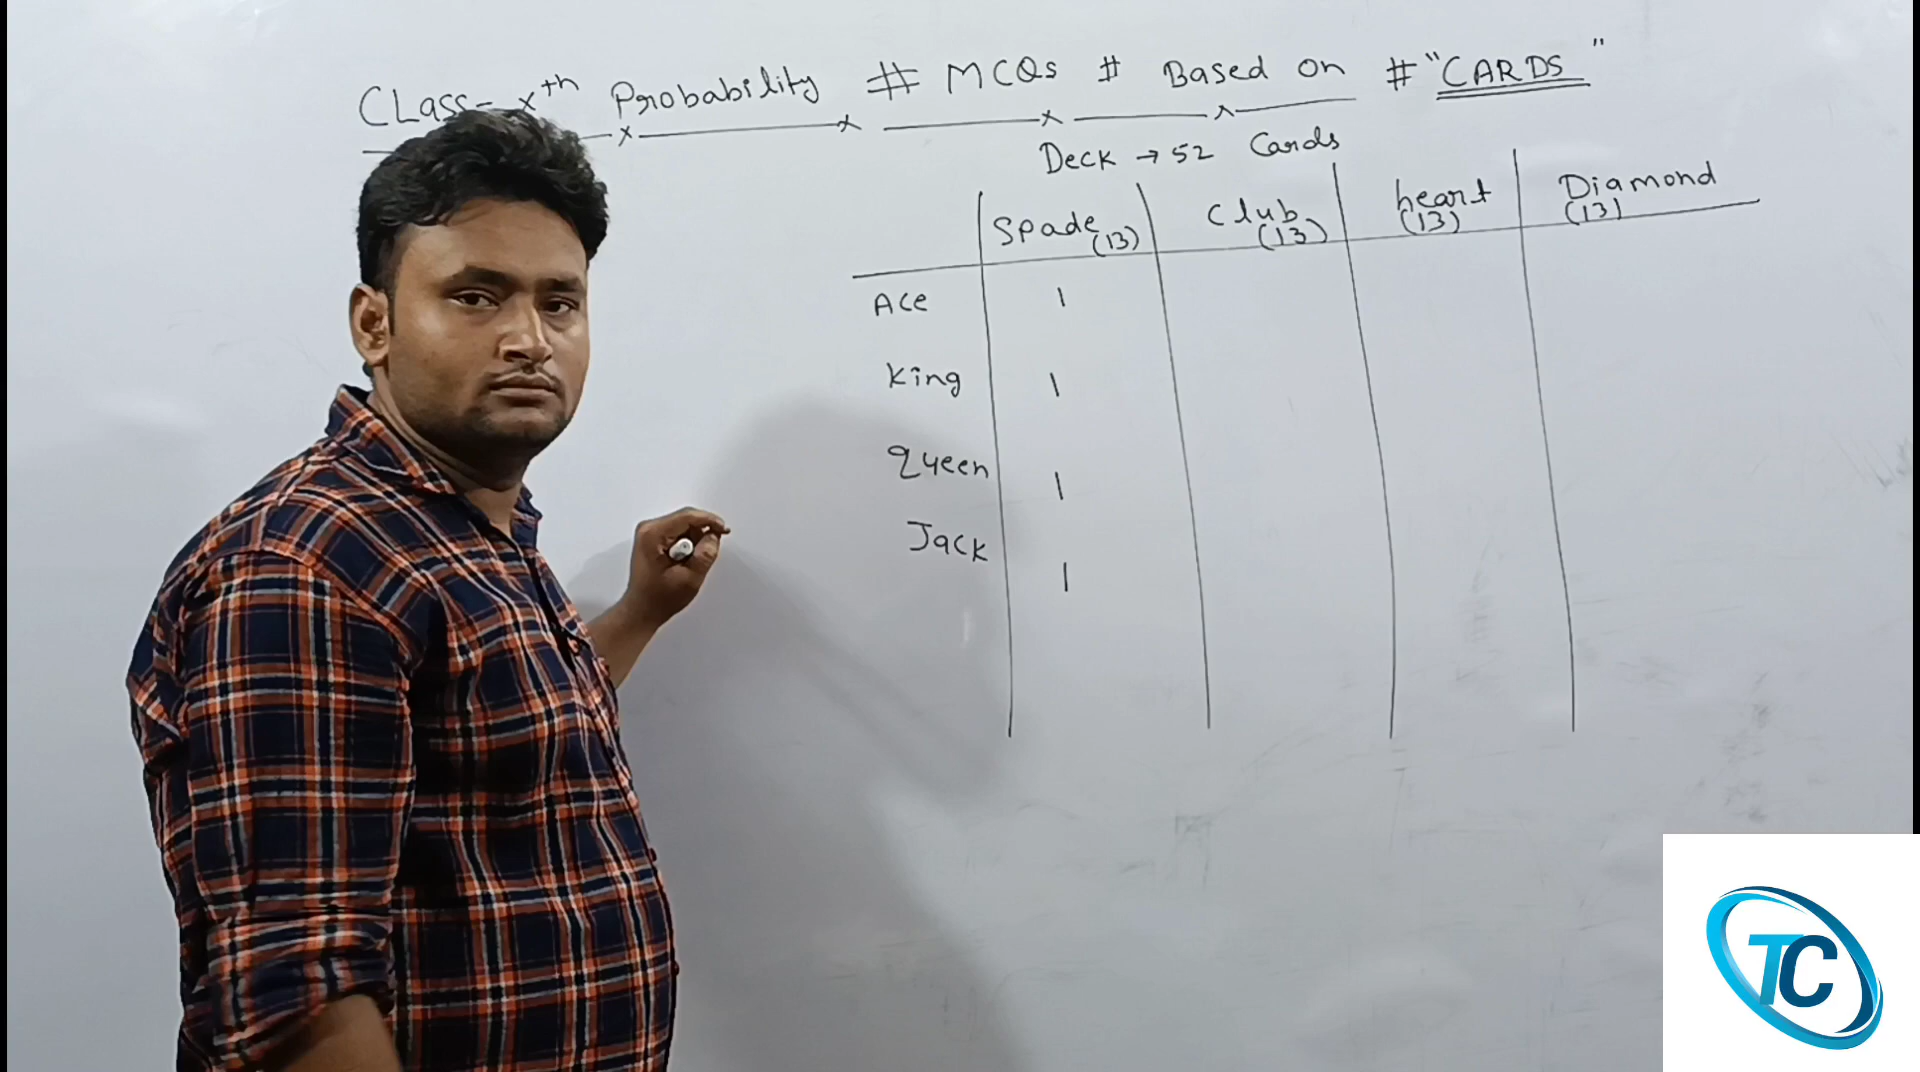 CLass- xth Probability # MCQs # Based on # "CARDS"
Deck → 52 Cards
Spade (13) Club (13) heart (13) Diamond (13)
Ace 1
King 1
Queen 1
Jack 1
TC